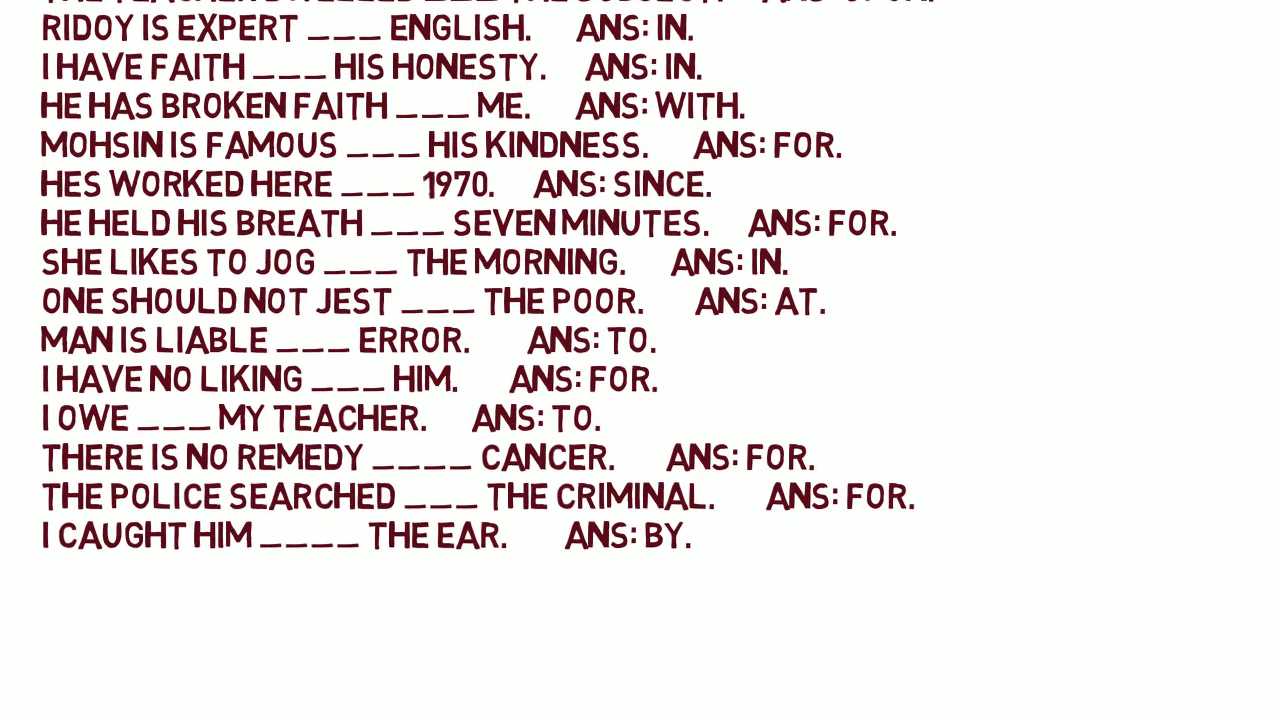 RIDOY IS EXPERT ___ ENGLISH. ANS: IN.
I HAVE FAITH ___ HIS HONESTY. ANS: IN.
HE HAS BROKEN FAITH ___ ME. ANS: WITH.
MOHSIN IS FAMOUS ___ HIS KINDNESS. ANS: FOR.
HES WORKED HERE ___ 1970. ANS: SINCE.
HE HELD HIS BREATH ___ SEVEN MINUTES. ANS: FOR.
SHE LIKES TO JOG ___ THE MORNING. ANS: IN.
ONE SHOULD NOT JEST ___ THE POOR. ANS: AT.
MAN IS LIABLE ___ ERROR. ANS: TO.
I HAVE NO LIKING ___ HIM. ANS: FOR.
I OWE ___ MY TEACHER. ANS: TO.
THERE IS NO REMEDY ____ CANCER. ANS: FOR.
THE POLICE SEARCHED ___ THE CRIMINAL. ANS: FOR.
I CAUGHT HIM ____ THE EAR. ANS: BY.